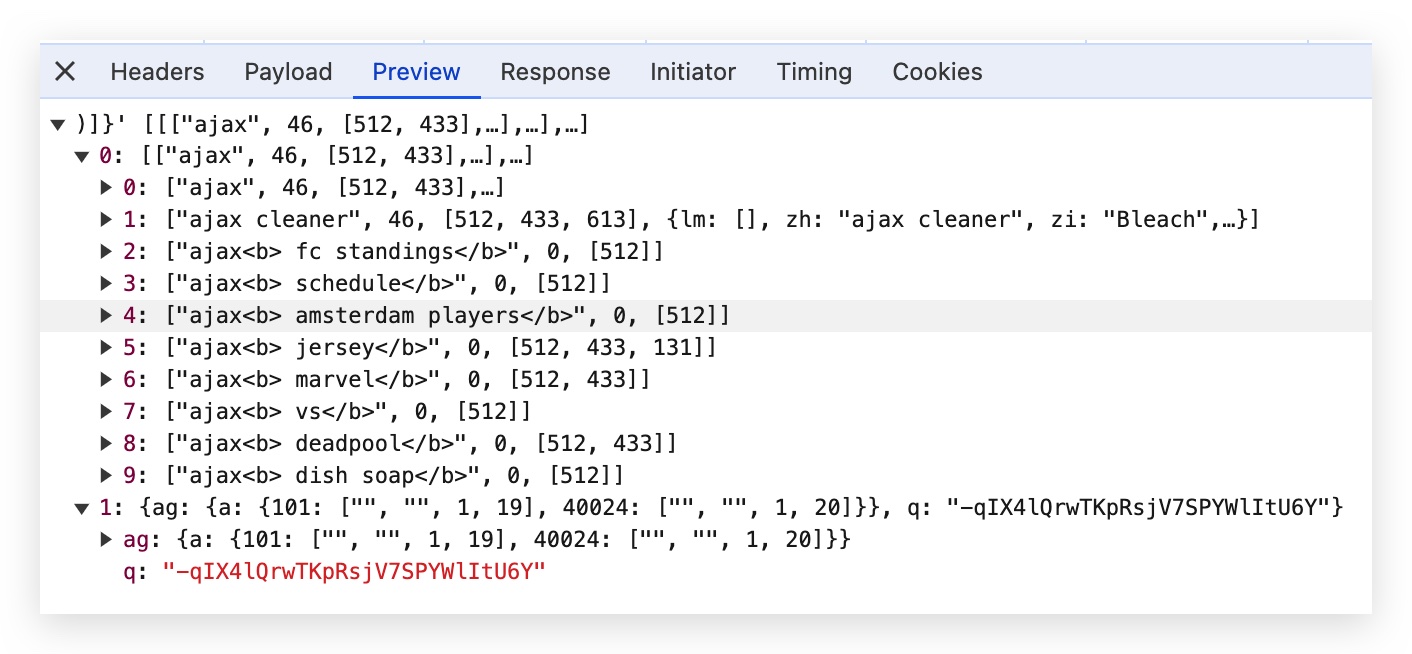 Headers Payload Preview Response Initiator Timing Cookies
)]}' [[["ajax", 46, [512, 433],…],…],…]
0: [["ajax", 46, [512, 433],…],…]
0: ["ajax", 46, [512, 433],…]
1: ["ajax cleaner", 46, [512, 433, 613], {lm: [], zh: "ajax cleaner", zi: "Bleach",…}]
2: ["ajax<b> fc standings</b>", 0, [512]]
3: ["ajax<b> schedule</b>", 0, [512]]
4: ["ajax<b> amsterdam players</b>", 0, [512]]
5: ["ajax<b> jersey</b>", 0, [512, 433, 131]]
6: ["ajax<b> marvel</b>", 0, [512, 433]]
7: ["ajax<b> vs</b>", 0, [512]]
8: ["ajax<b> deadpool</b>", 0, [512, 433]]
9: ["ajax<b> dish soap</b>", 0, [512]]
1: {ag: {a: {101: ["", "", 1, 19], 40024: ["", "", 1, 20]}}, q: "-qIX4lQrwTKpRsjV7SPYWlItU6Y"}
ag: {a: {101: ["", "", 1, 19], 40024: ["", "", 1, 20]}}
q: "-qIX4lQrwTKpRsjV7SPYWlItU6Y"